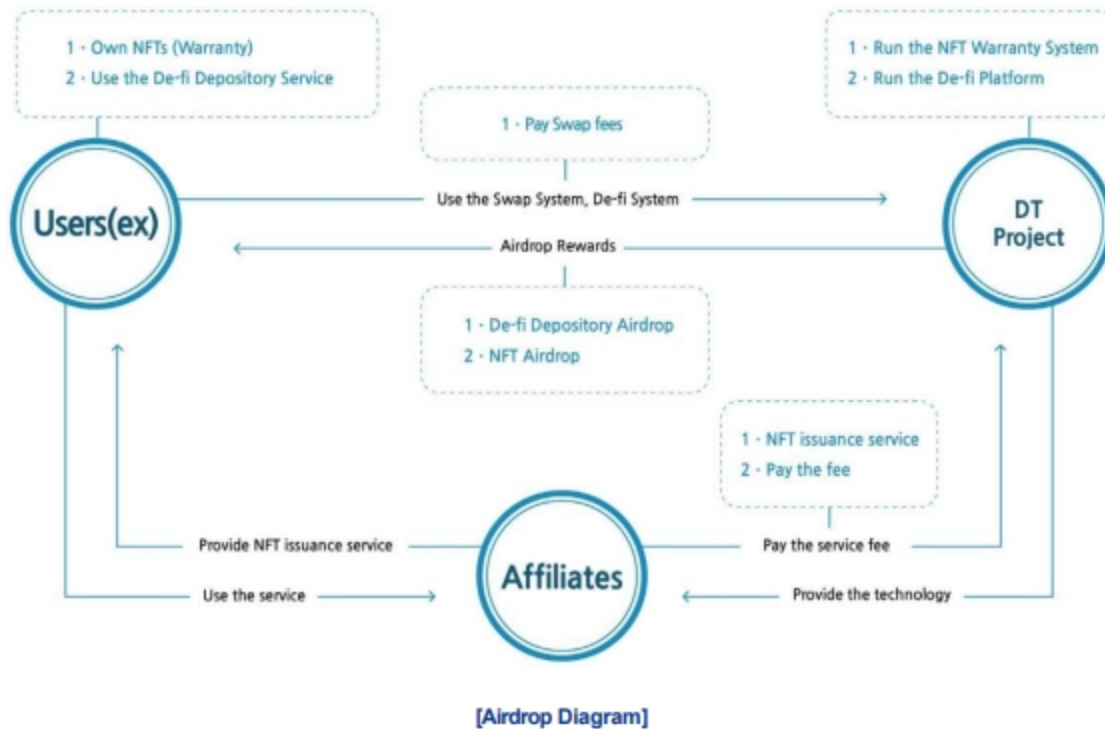 1 · Own NFTs (Warranty)
2 · Use the De-fi Depository Service
1 · Run the NFT Warranty System
2 · Run the De-fi Platform
1 · Pay Swap fees
Users(ex)
Use the Swap System, De-fi System
DT
Project
Airdrop Rewards
1 · De-fi Depository Airdrop
2 · NFT Airdrop
1 · NFT issuance service
2 · Pay the fee
Provide NFT issuance service
Affiliates
Pay the service fee
Use the service
Provide the technology
[Airdrop Diagram]